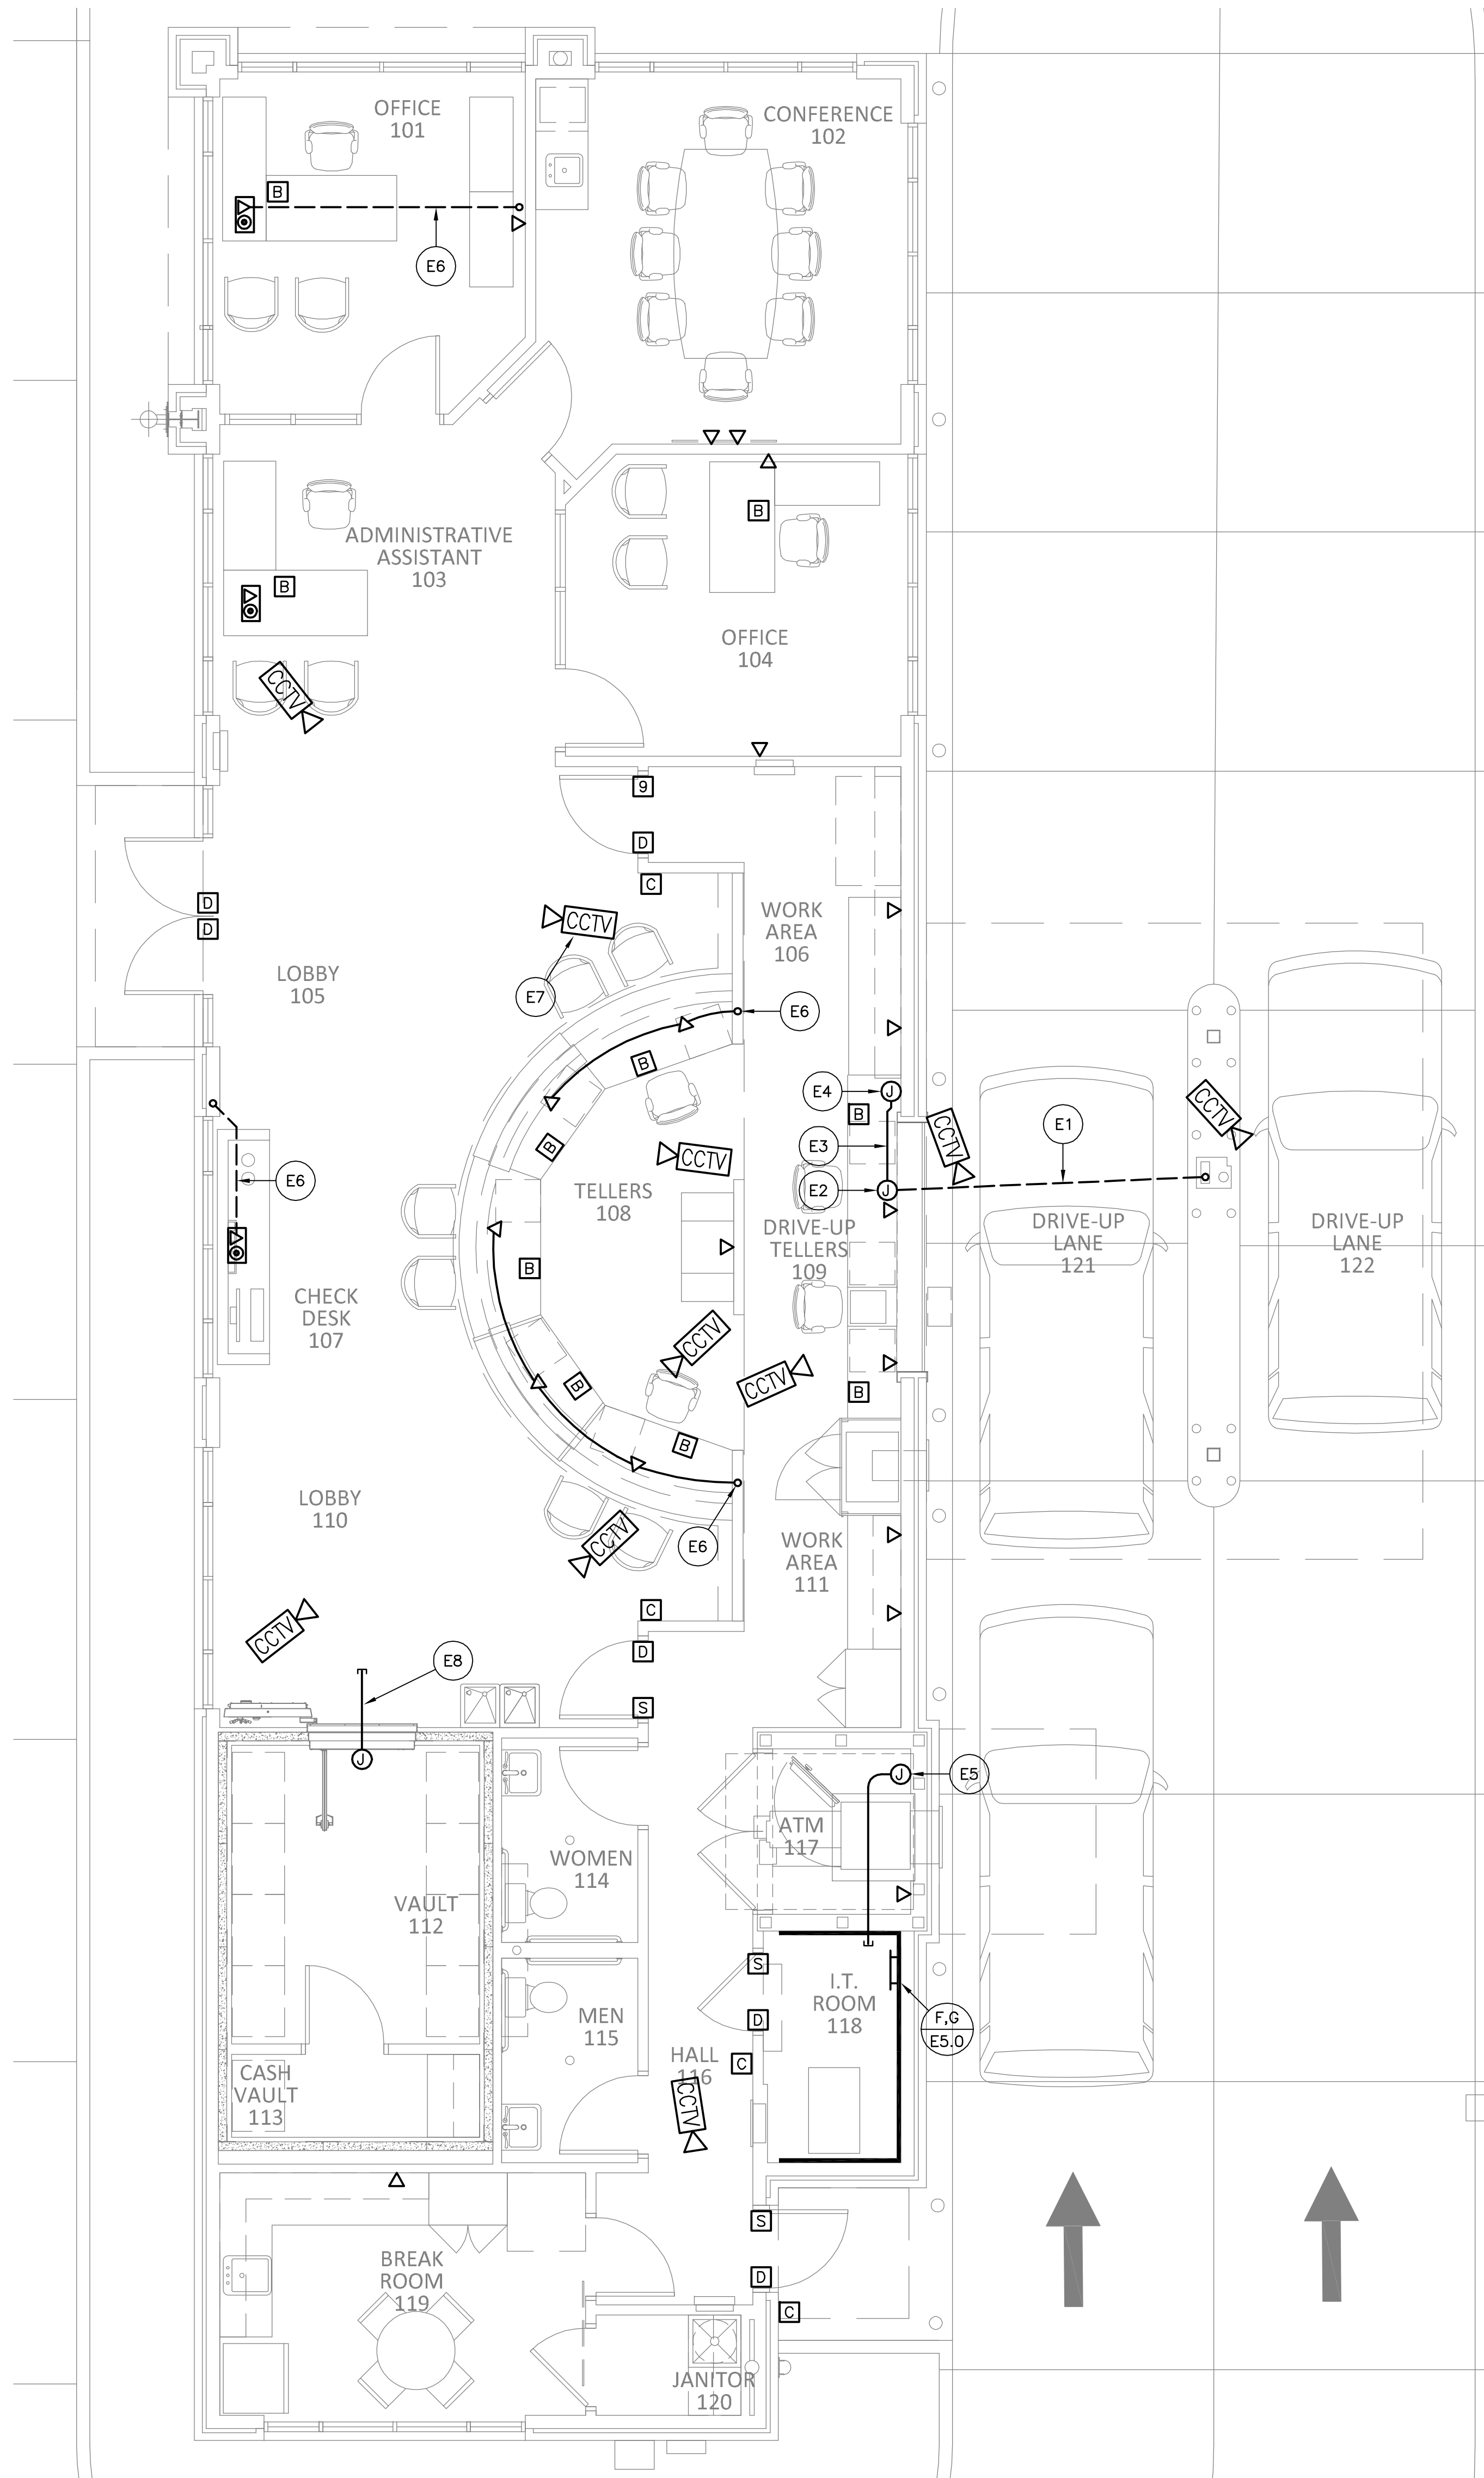 OFFICE
101
CONFERENCE
102
B
E6
ADMINISTRATIVE
ASSISTANT
103
B
B
OFFICE
104
CCTV
9
D
C
D
D
CCTV
E7
WORK
AREA
106
LOBBY
105
E6
B
E4
J
B
CCTV
E1
CCTV
E3
B
CCTV
E6
TELLERS
108
E2
J
DRIVE-UP
TELLERS
109
DRIVE-UP
LANE
121
DRIVE-UP
LANE
122
B
CHECK
DESK
107
CCTV
CCTV
B
B
B
LOBBY
110
CCTV
E6
WORK
AREA
111
CCTV
C
D
E8
S
J
J
E5
ATM
117
WOMEN
114
VAULT
112
S
I.T.
ROOM
118
MEN
115
D
F,G
E5.0
HALL
116
C
CASH
VAULT
113
CCTV
S
BREAK
ROOM
119
D
C
JANITOR
120